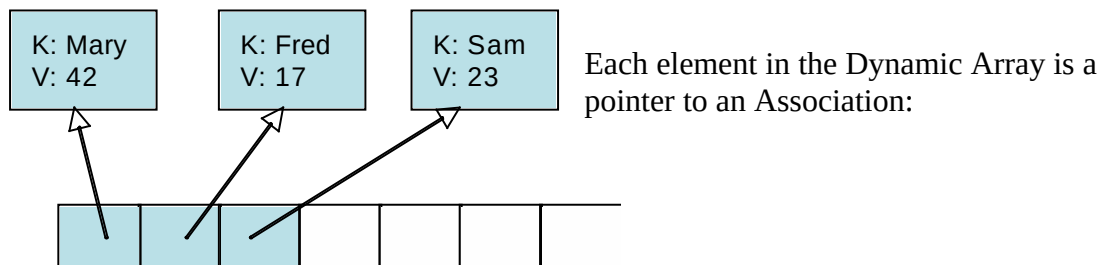 K: Mary
V: 42
K: Fred
V: 17
K: Sam
V: 23
Each element in the Dynamic Array is a
pointer to an Association: